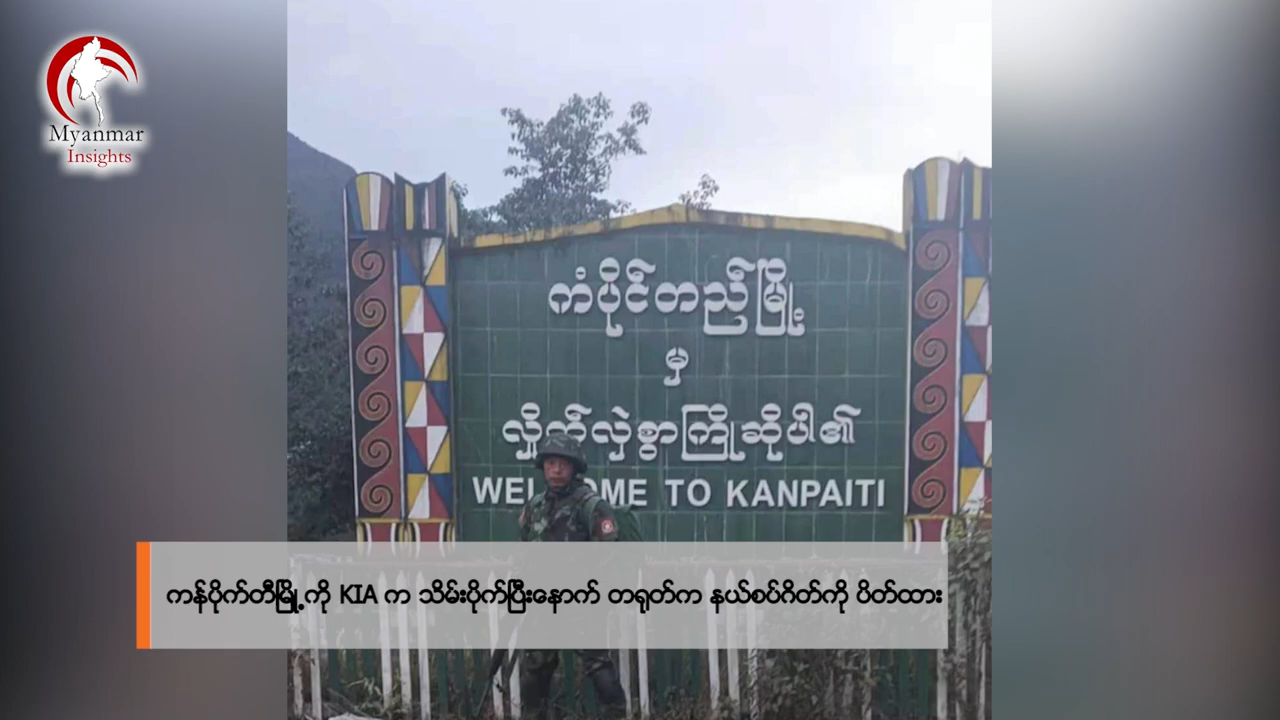 Myanmar
Insights
ကံပိုင်တည်မြို့
မှ
လှိုက်လှဲစွာကြိုဆိုပါ၏
WELCOME TO KANPAITI
ကန်ပိုက်တီမြို့ကို KIA က သိမ်းပိုက်ပြီးနောက် တရုတ်က နယ်စပ်ဂိတ်ကို ပိတ်ထား